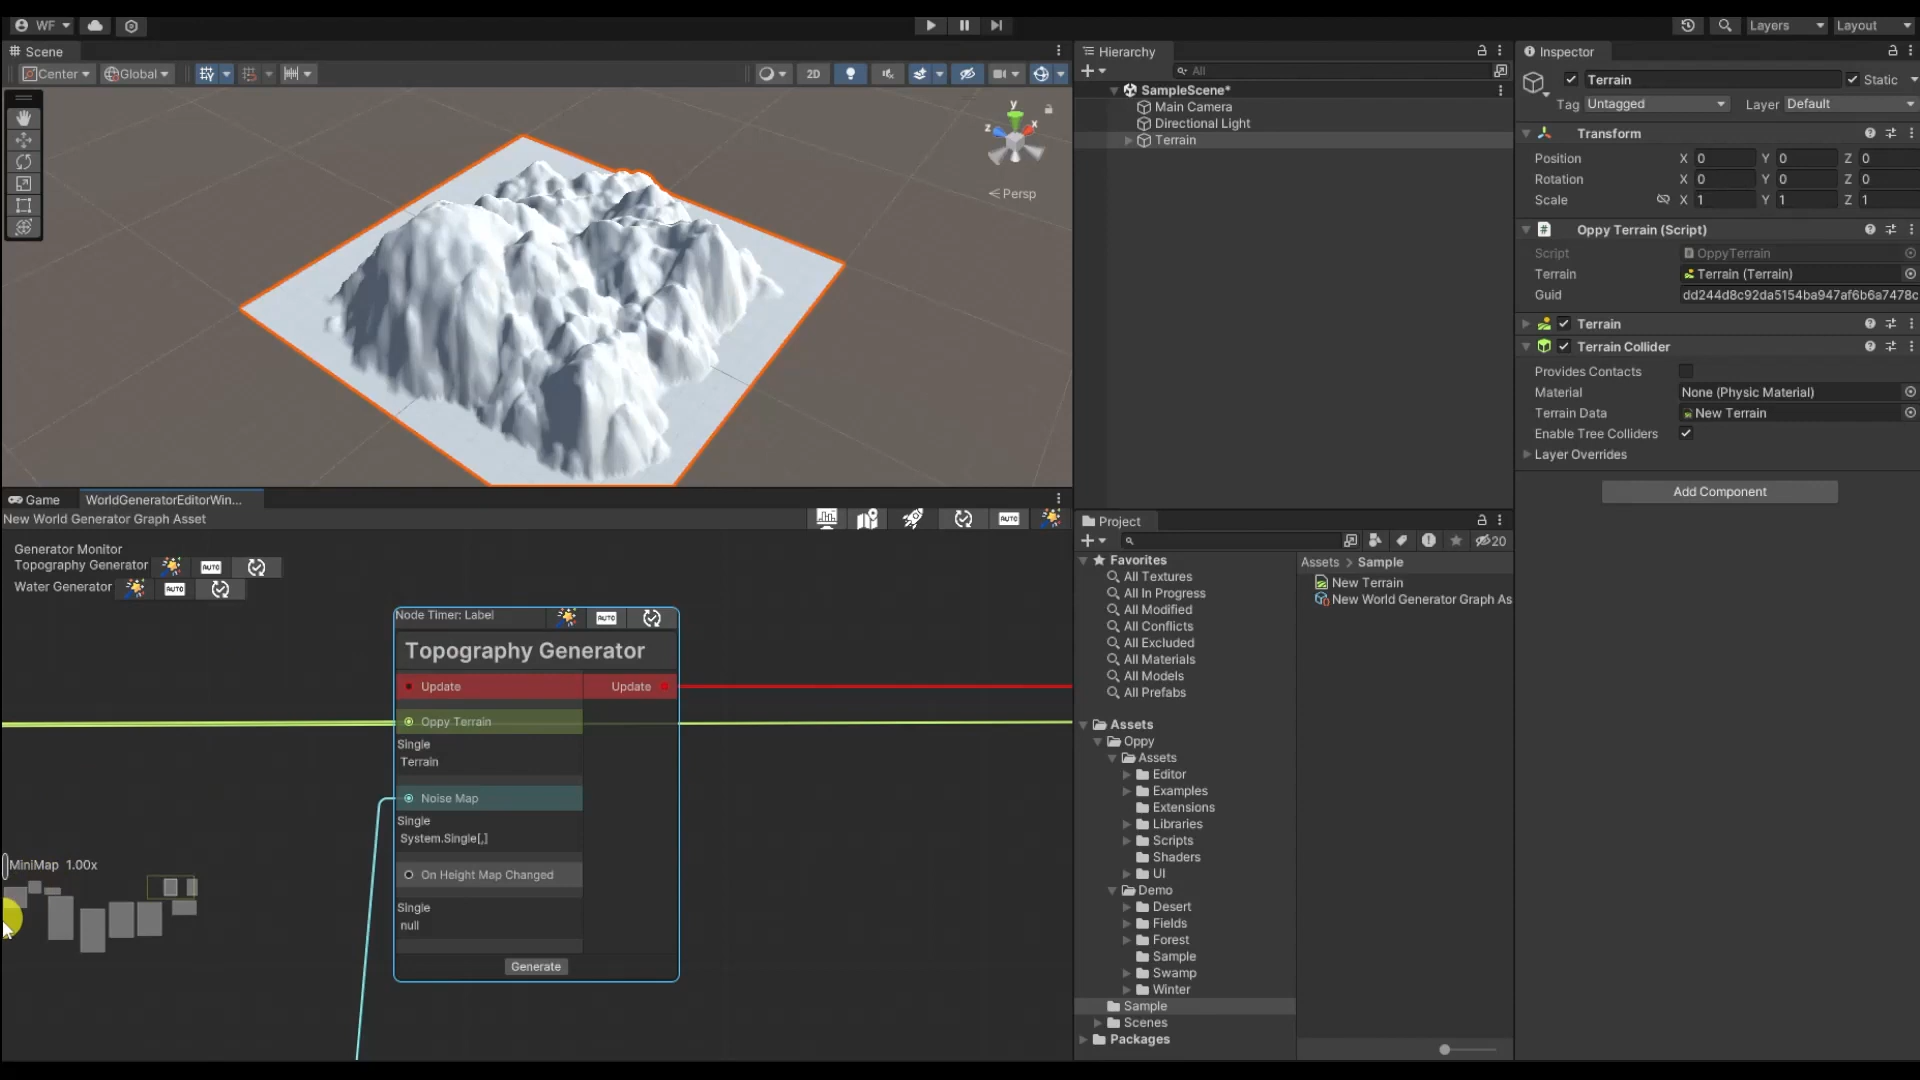 WF
Layers
Layout
Scene
Center
Global
2D
y
x
z
Persp
Hierarchy
All
SampleScene*
Main Camera
Directional Light
Terrain
Inspector
Terrain
Static
Tag Untagged
Layer Default
Transform
Position X 0 Y 0 Z 0
Rotation X 0 Y 0 Z 0
Scale X 1 Y 1 Z 1
Oppy Terrain (Script)
Script OppyTerrain
Terrain Terrain (Terrain)
Guid dd244d8c92da5154ba947af6b6a7478c
Terrain
Terrain Collider
Provides Contacts
Material None (Physic Material)
Terrain Data New Terrain
Enable Tree Colliders
Layer Overrides
Add Component
Game
WorldGeneratorEditorWin...
New World Generator Graph Asset
AUTO
Generator Monitor
Topography Generator AUTO
Water Generator AUTO
Node Timer: Label AUTO
Topography Generator
Update Update
Oppy Terrain
Single
Terrain
Noise Map
Single
System.Single[,]
On Height Map Changed
Single
null
Generate
MiniMap 1.00x
Project
20
Favorites
All Textures
All In Progress
All Modified
All Conflicts
All Excluded
All Materials
All Models
All Prefabs
Assets
Oppy
Assets
Editor
Examples
Extensions
Libraries
Scripts
Shaders
UI
Demo
Desert
Fields
Forest
Sample
Swamp
Winter
Sample
Scenes
Packages
Assets > Sample
New Terrain
New World Generator Graph As